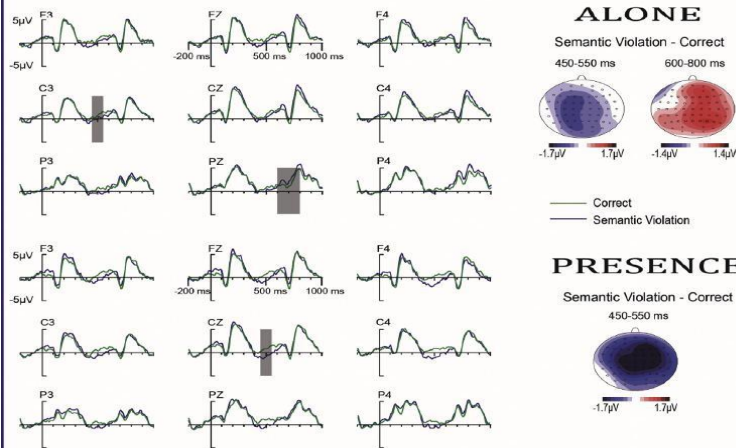 F3
FZ
F4
5μV
-5μV
-200 ms
500 ms
1000 ms
C3
CZ
C4
P3
PZ
P4
F3
FZ
F4
5μV
-5μV
-200 ms
500 ms
1000 ms
C3
CZ
C4
P3
PZ
P4
ALONE
Semantic Violation - Correct
450-550 ms
600-800 ms
-1.7μV
1.7μV
-1.4μV
1.4μV
Correct
Semantic Violation
PRESENCE
Semantic Violation - Correct
450-550 ms
-1.7μV
1.7μV